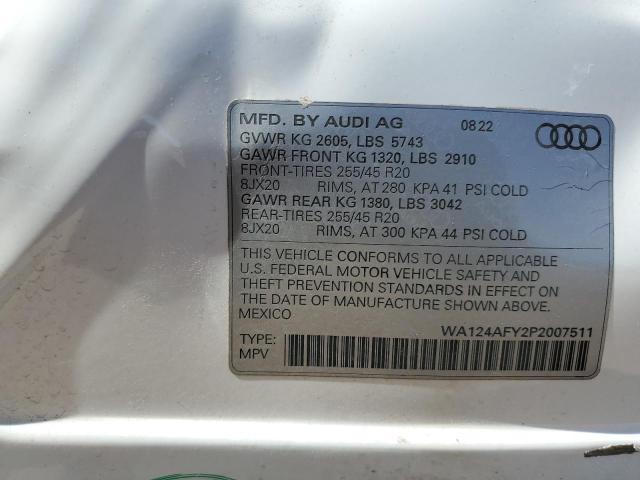 MFD. BY AUDI AG 0822
GVWR KG 2605, LBS 5743
GAWR FRONT KG 1320, LBS 2910
FRONT-TIRES 255/45 R20
8JX20 RIMS, AT 280 KPA 41 PSI COLD
GAWR REAR KG 1380, LBS 3042
REAR-TIRES 255/45 R20
8JX20 RIMS, AT 300 KPA 44 PSI COLD
THIS VEHICLE CONFORMS TO ALL APPLICABLE
U.S. FEDERAL MOTOR VEHICLE SAFETY AND
THEFT PREVENTION STANDARDS IN EFFECT ON
THE DATE OF MANUFACTURE SHOWN ABOVE.
MEXICO
WA124AFY2P2007511
TYPE:
MPV